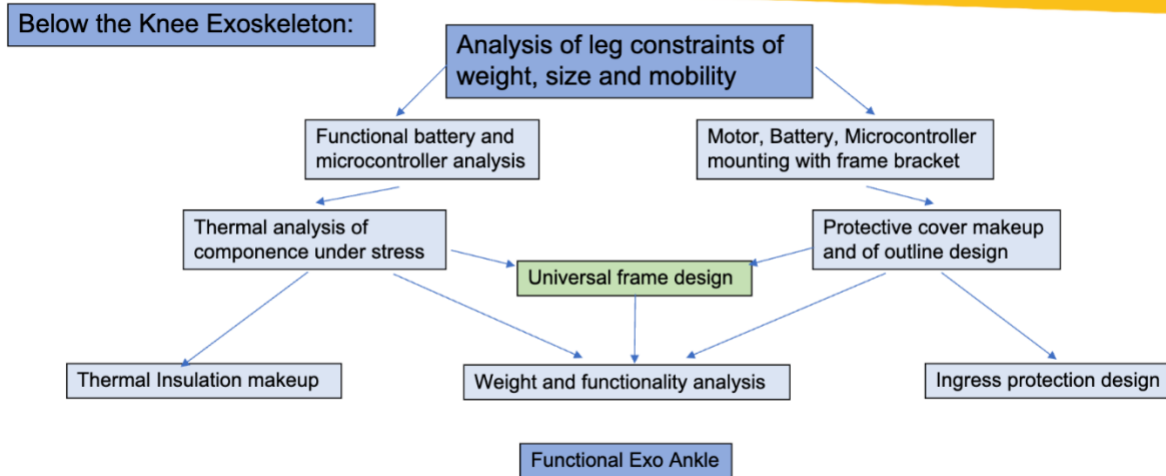 Below the Knee Exoskeleton:
Analysis of leg constraints of
weight, size and mobility
Functional battery and
microcontroller analysis
Motor, Battery, Microcontroller
mounting with frame bracket
Thermal analysis of
componence under stress
Protective cover makeup
and of outline design
Universal frame design
Thermal Insulation makeup
Weight and functionality analysis
Ingress protection design
Functional Exo Ankle